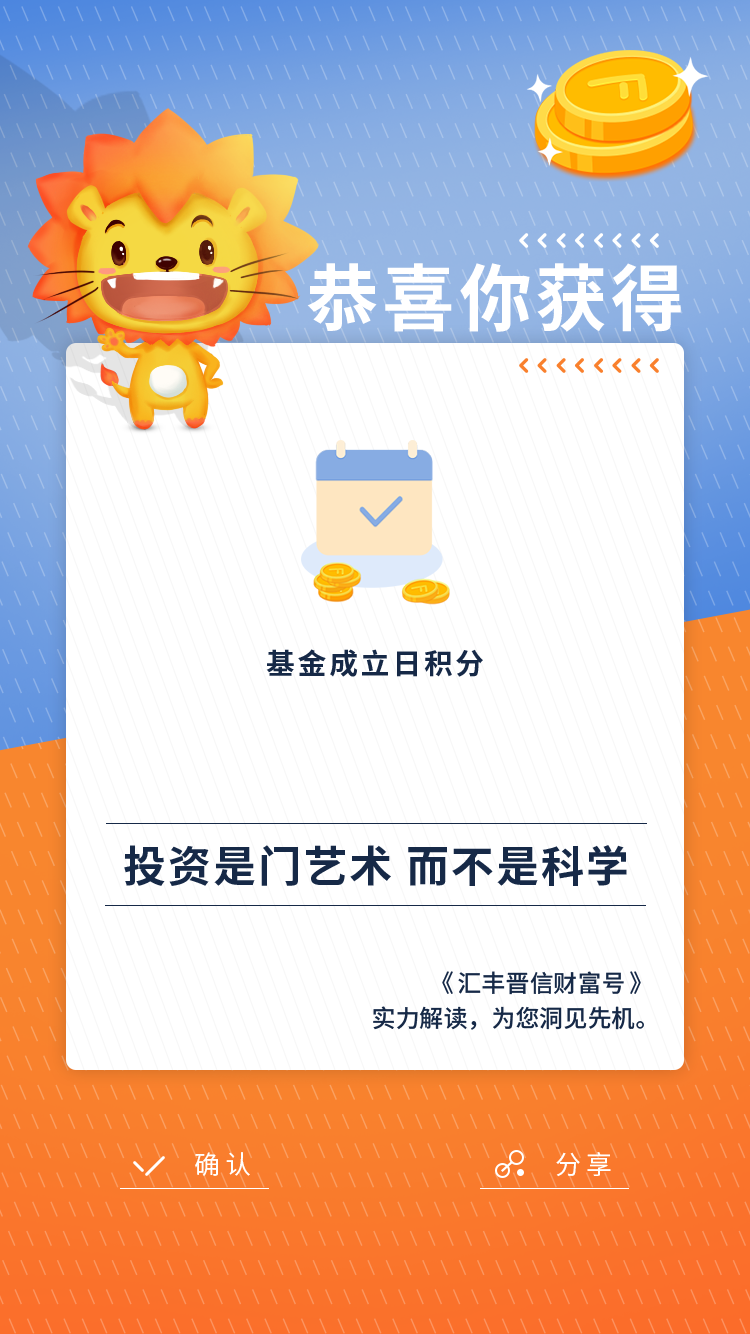 恭喜你获得
基金成立日积分
投资是门艺术 而不是科学
《汇丰晋信财富号》
实力解读，为您洞见先机。
确认 分享